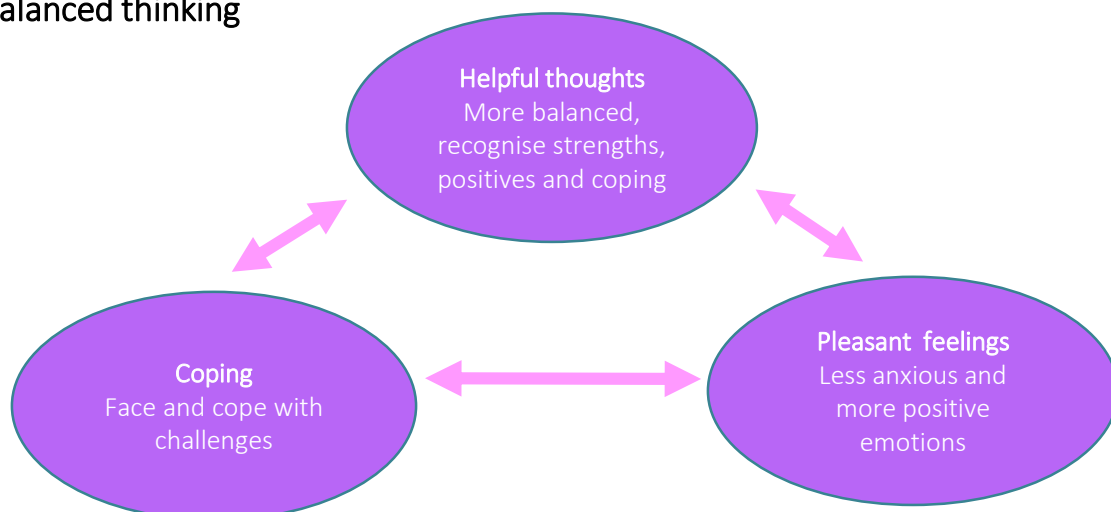 alanced thinking
Helpful thoughts
More balanced,
recognise strengths,
positives and coping
Coping
Face and cope with
challenges
Pleasant feelings
Less anxious and
more positive
emotions